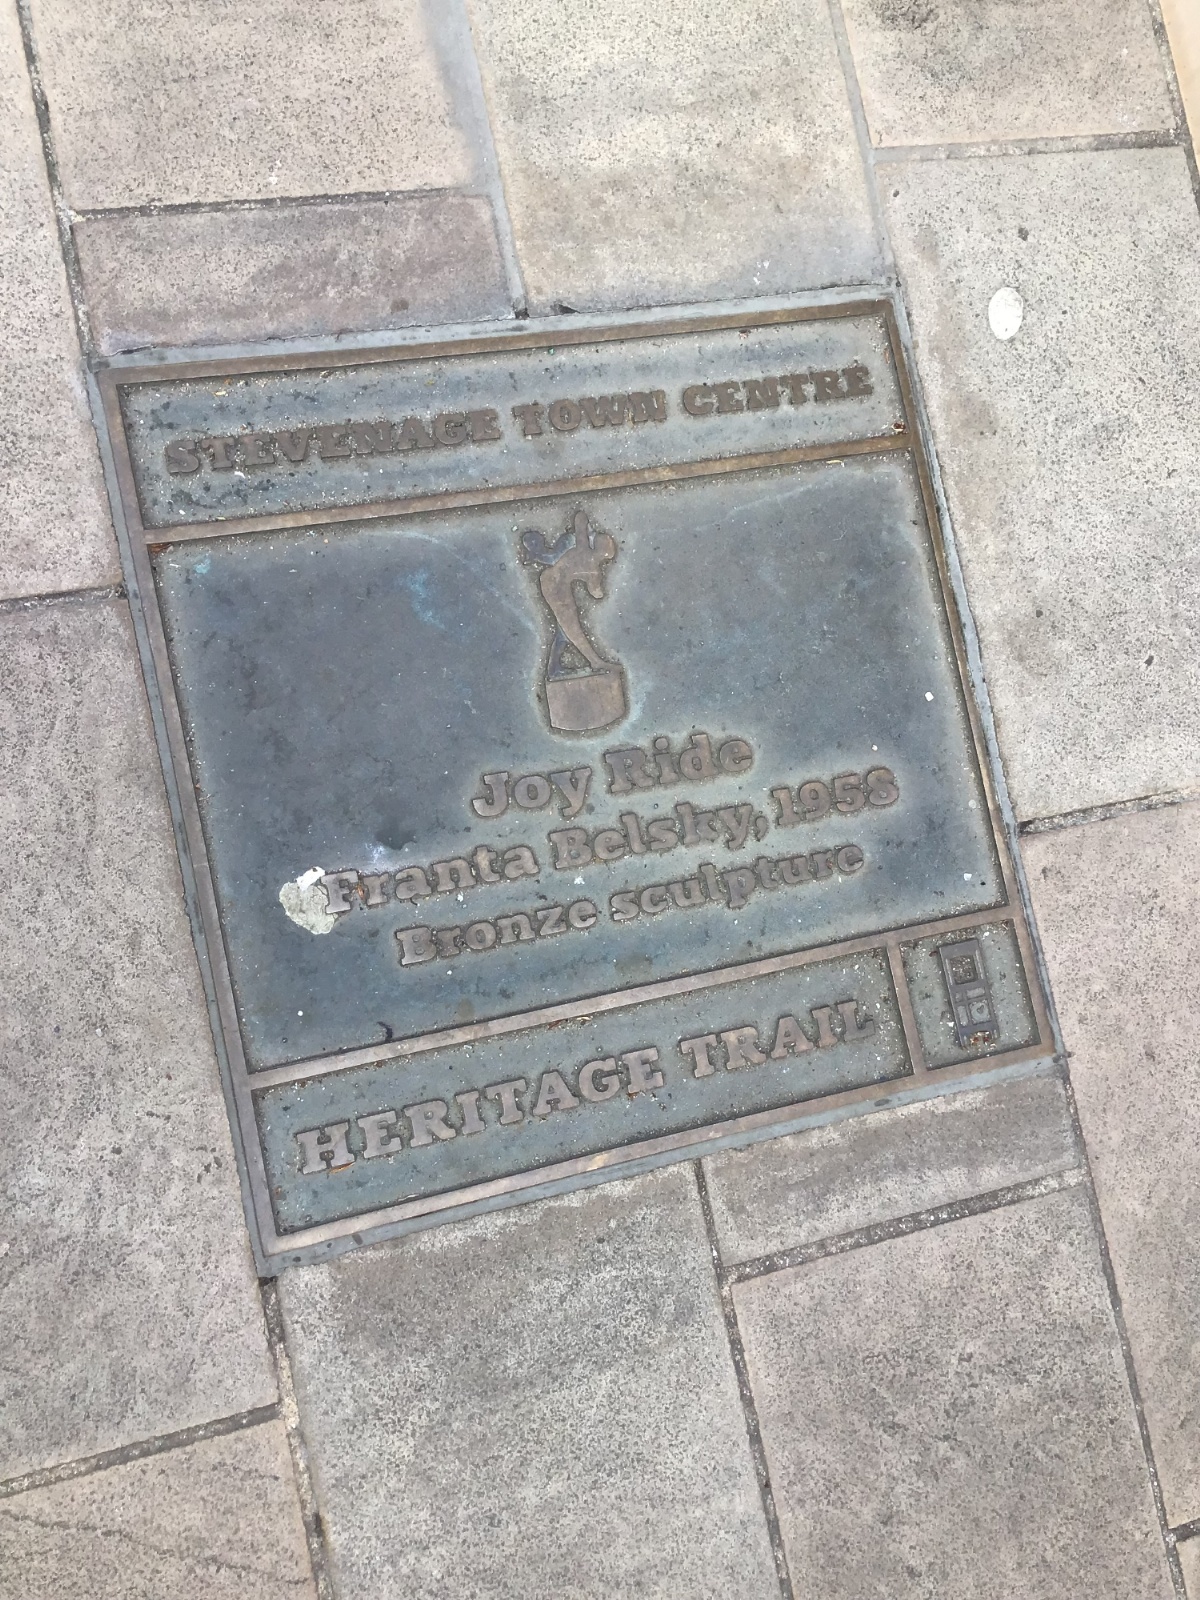 STEVENAGE TOWN CENTRE
Joy Ride
Franta Belsky, 1958
Bronze sculpture
HERITAGE TRAIL